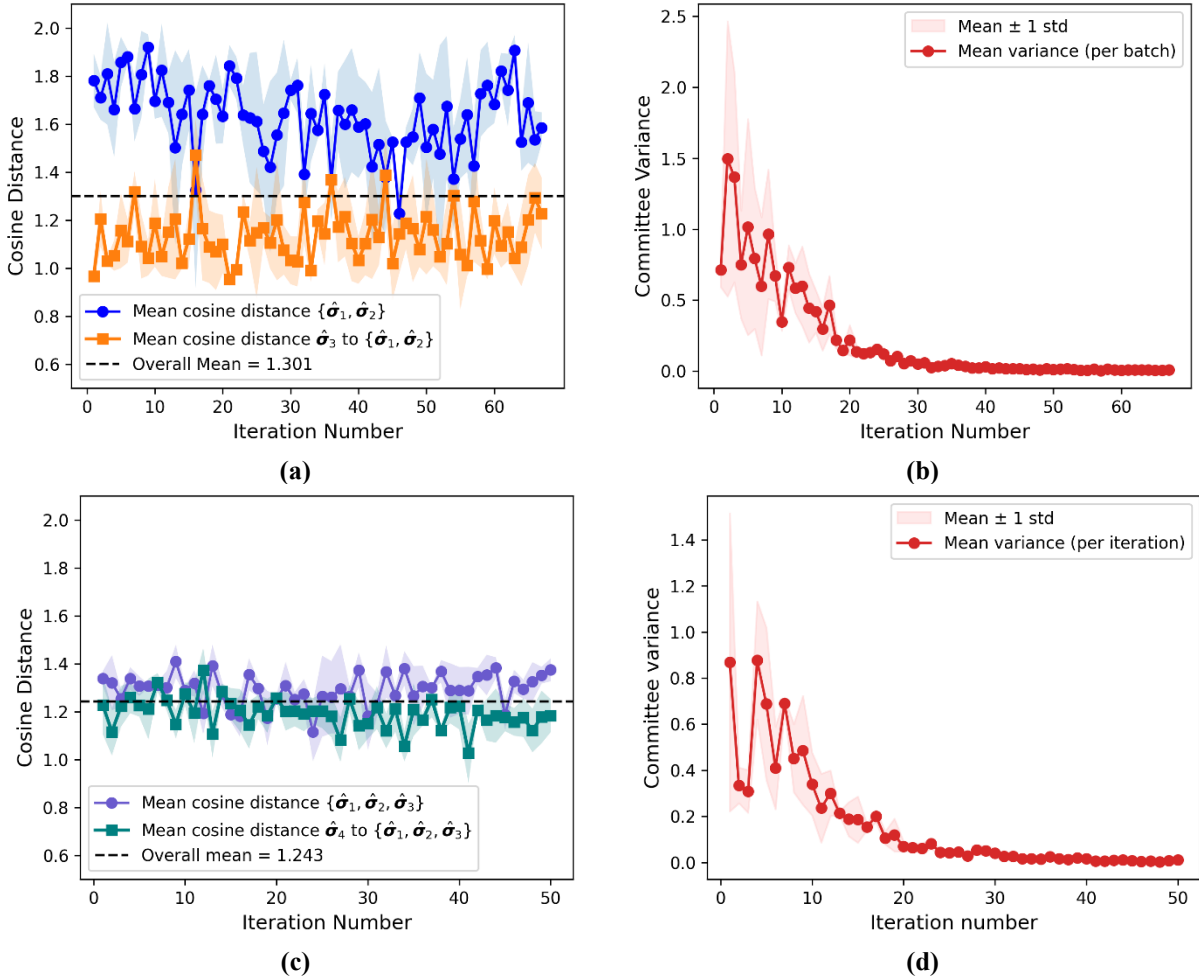 2.0
1.8
1.6
1.4
1.2
1.0
0.8
0.6
Cosine Distance
Mean cosine distance {σ̂₁, σ̂₂}
Mean cosine distance σ̂₃ to {σ̂₁, σ̂₂}
Overall Mean = 1.301
0 10 20 30 40 50 60
Iteration Number
(a)
2.5
2.0
1.5
1.0
0.5
0.0
Committee Variance
Mean ± 1 std
Mean variance (per batch)
0 10 20 30 40 50 60
Iteration Number
(b)
2.0
1.8
1.6
1.4
1.2
1.0
0.8
0.6
Cosine Distance
Mean cosine distance {σ̂₁, σ̂₂, σ̂₃}
Mean cosine distance σ̂₄ to {σ̂₁, σ̂₂, σ̂₃}
Overall mean = 1.243
0 10 20 30 40 50
Iteration Number
(c)
1.4
1.2
1.0
0.8
0.6
0.4
0.2
0.0
Committee variance
Mean ± 1 std
Mean variance (per iteration)
0 10 20 30 40 50
Iteration number
(d)